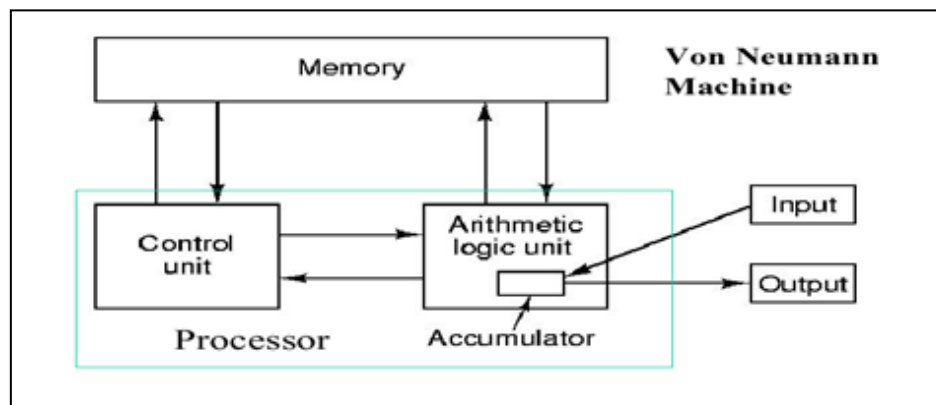 Memory
Von Neumann
Machine
Control
unit
Arithmetic
logic unit
Input
Output
Processor
Accumulator